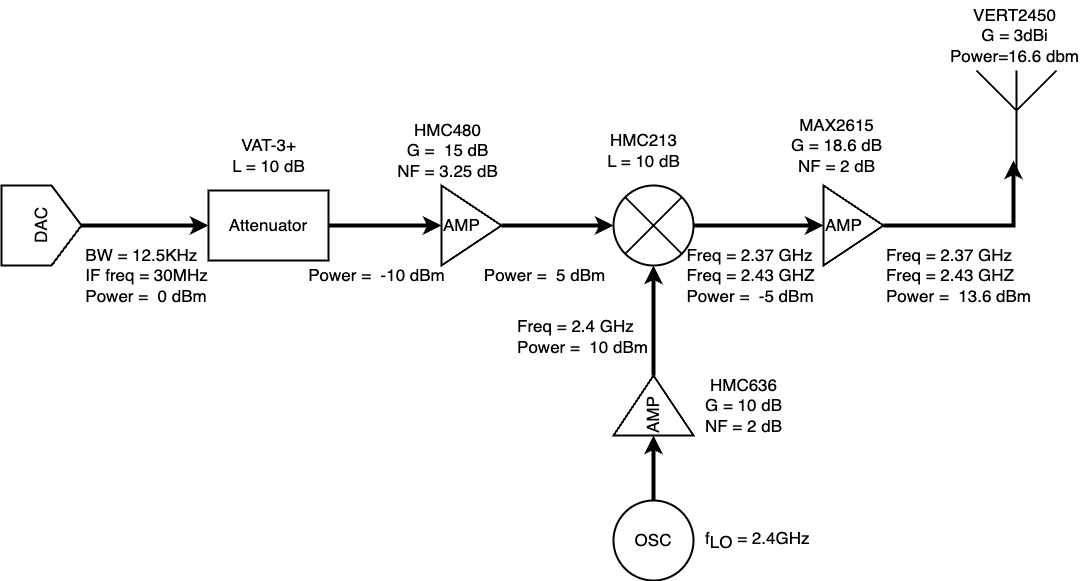 VERT2450
G = 3dBi
Power=16.6 dbm
VAT-3+
L = 10 dB
HMC480
G =  15 dB
NF = 3.25 dB
HMC213
L = 10 dB
MAX2615
G = 18.6 dB
NF = 2 dB
DAC
Attenuator
AMP
AMP
BW = 12.5KHz
IF freq = 30MHz
Power =  0 dBm
Power =  -10 dBm
Power =  5 dBm
Freq = 2.37 GHz
Freq = 2.43 GHZ
Power =  -5 dBm
Freq = 2.37 GHz
Freq = 2.43 GHZ
Power =  13.6 dBm
Freq = 2.4 GHz
Power =  10 dBm
AMP
HMC636
G = 10 dB
NF = 2 dB
OSC
fLO = 2.4GHz